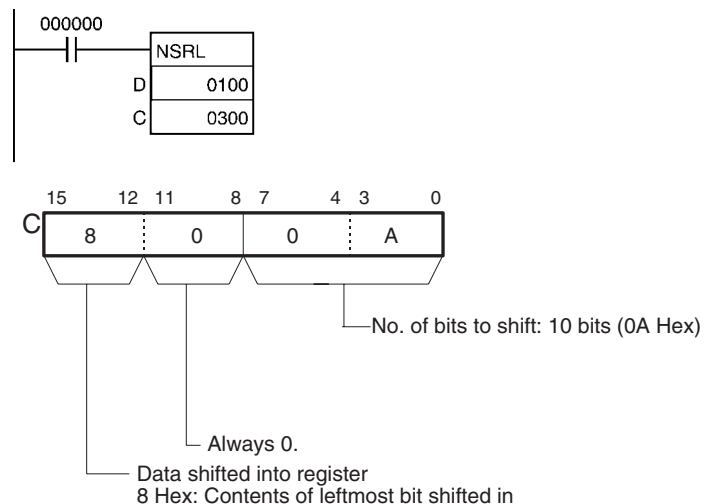 000000
NSRL
D 0100
C 0300
15 12 11 8 7 4 3 0
C 8 0 0 A
No. of bits to shift: 10 bits (0A Hex)
Always 0.
Data shifted into register
8 Hex: Contents of leftmost bit shifted in